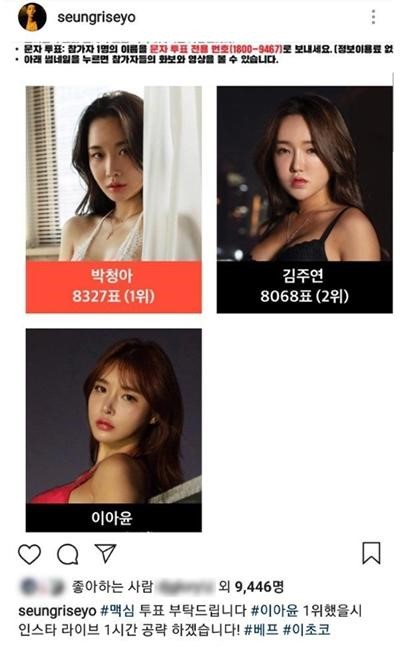 seungriseyo
• 문자 투표: 참가자 1명의 이름을 문자 투표 전용 번호(1800-9467)로 보내세요. (정보이용료 없
• 아래 썸네일을 누르면 참가자들의 화보와 영상을 볼 수 있습니다.
박청아
8327표 (1위)
김주연
8068표 (2위)
이아윤
좋아하는 사람 외 9,446명
seungriseyo #맥심 투표 부탁드립니다 #이아윤 1위했을시
인스타 라이브 1시간 공략 하겠습니다! #베프 #이초코